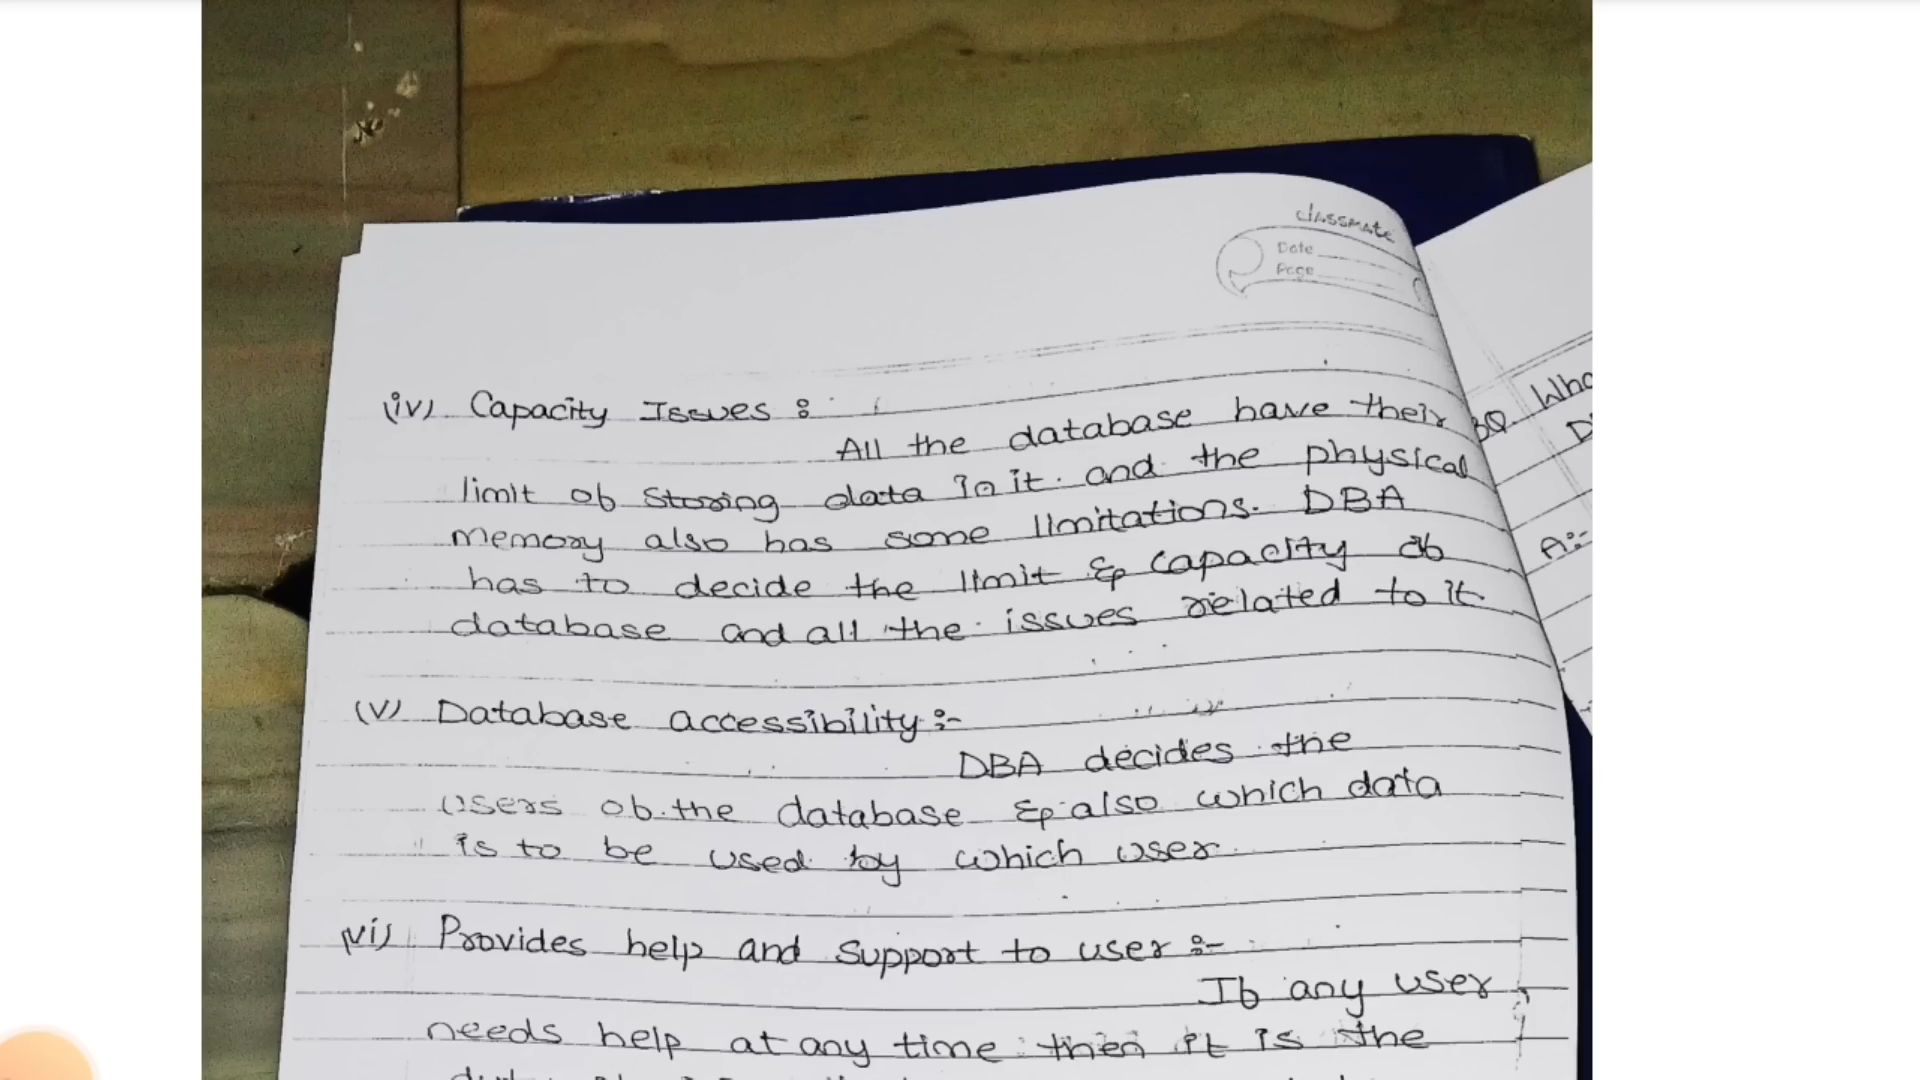 classmate
Date
Page
(iv) Capacity Issues :
All the database have their
limit of storing data in it. and the physical
memory also has some limitations. DBA
has to decide the limit & capacity of
database and all the issues related to it.
(v) Database accessibility :-
DBA decides the
users of the database & also which data
is to be used by which user.
(vi) Provides help and support to user :-
If any user
needs help at any time then it is the
BQ.
A:-